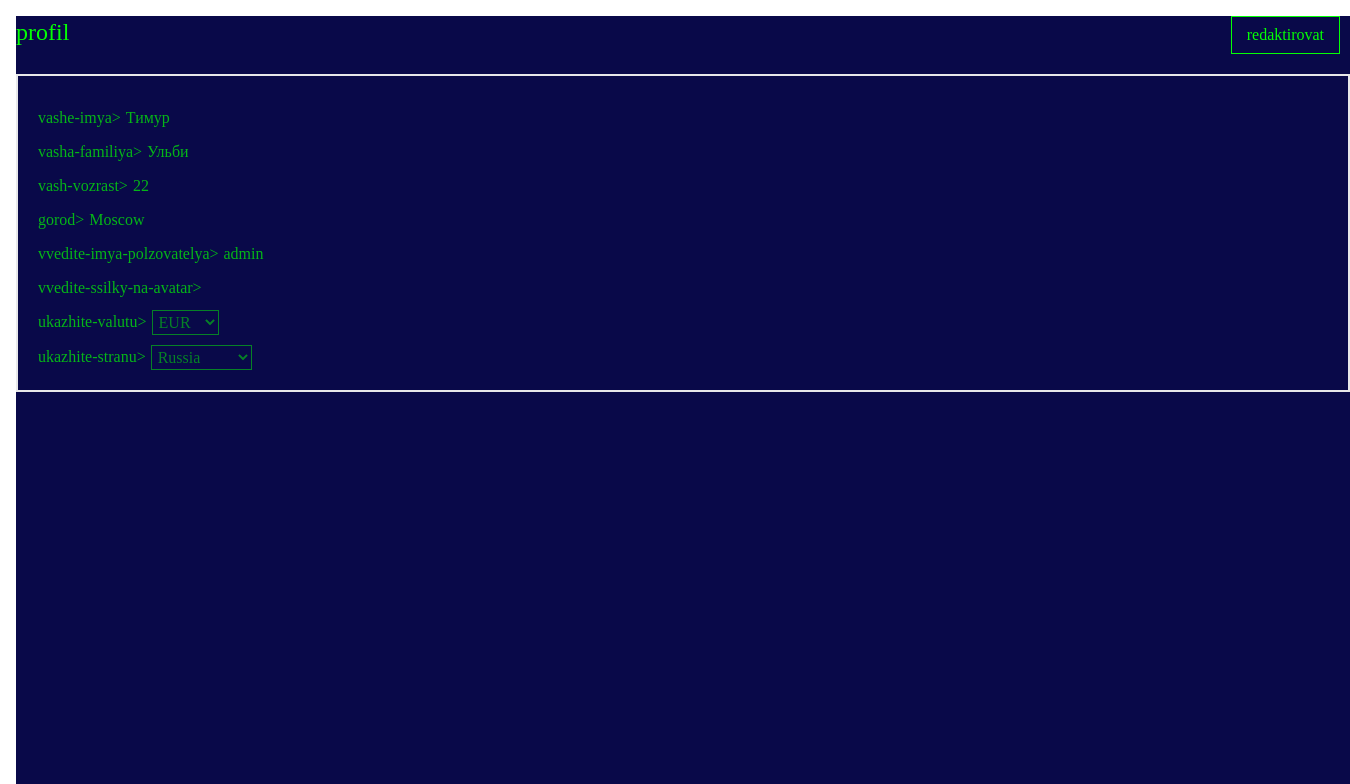 profil
redaktirovat
vashe-imya> Тимур
vasha-familiya> Ульби
vash-vozrast> 22
gorod> Moscow
vvedite-imya-polzovatelya> admin
vvedite-ssilky-na-avatar>
ukazhite-valutu> EUR
ukazhite-stranu> Russia